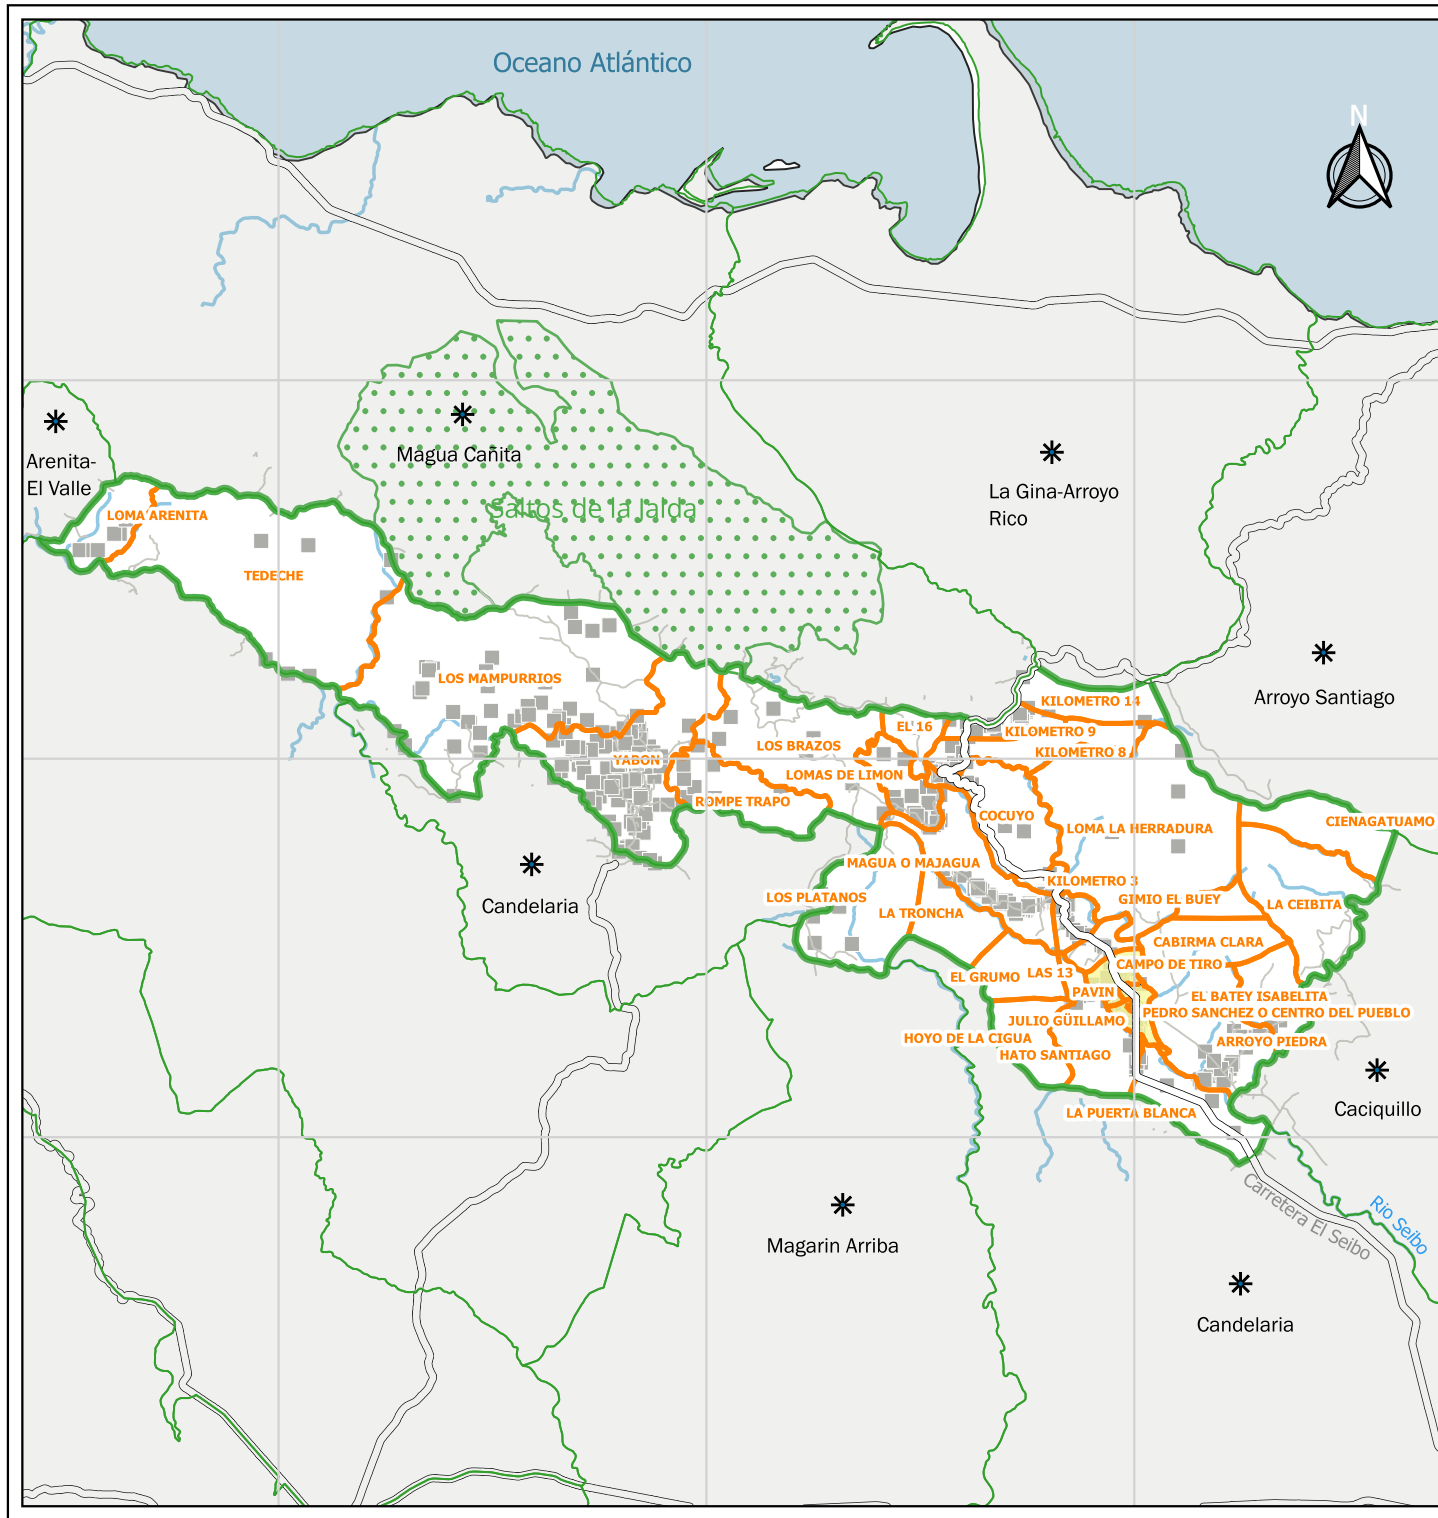 Oceano Atlántico
N
Magua Cañita
Arenita-
El Valle
La Gina-Arroyo
Rico
Saltos de la Jalda
LOMA ARENITA
TEDECHE
LOS MAMPURRIOS
Arroyo Santiago
KILOMETRO 14
EL 16
KILOMETRO 9
LOS BRAZOS
KILOMETRO 8
YABON
LOMAS DE LIMON
ROMPE TRAPO
COCUYO
CIENAGATUAMO
LOMA LA HERRADURA
MAGUA O MAJAGUA
KILOMETRO 3
LOS PLATANOS
GIMIO EL BUEY
LA CEIBITA
Candelaria
LA TRONCHA
CABIRMA CLARA
CAMPO DE TIRO
EL GRUMO
LAS 13
PAVIN
EL BATEY ISABELITA
PEDRO SANCHEZ O CENTRO DEL PUEBLO
JULIO GÜILLAMO
HOYO DE LA CIGUA
ARROYO PIEDRA
HATO SANTIAGO
Caciquillo
LA PUERTA BLANCA
Carretera El Seibo
Rio Seibo
Magarin Arriba
Candelaria